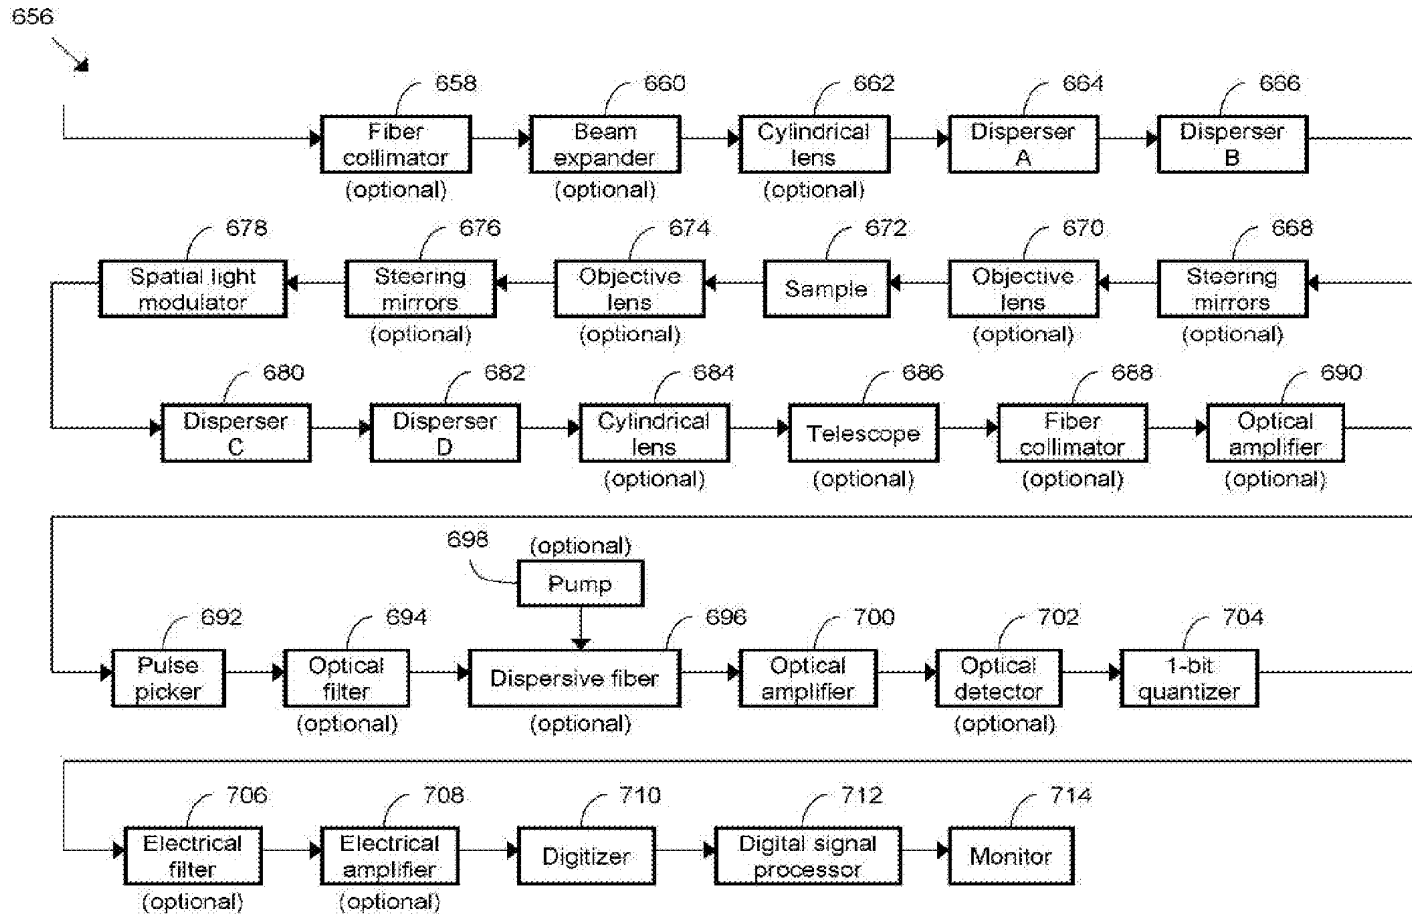 656
658
660
662
664
666
Fiber
collimator
(optional)
Beam
expander
(optional)
Cylindrical
lens
(optional)
Disperser
A
Disperser
B
678
676
674
672
670
668
Spatial light
modulator
Steering
mirrors
(optional)
Objective
lens
(optional)
Sample
Objective
lens
(optional)
Steering
mirrors
(optional)
680
682
684
686
688
690
Disperser
C
Disperser
D
Cylindrical
lens
(optional)
Telescope
(optional)
Fiber
collimator
(optional)
Optical
amplifier
(optional)
698
(optional)
Pump
692
694
696
700
702
704
Pulse
picker
Optical
filter
(optional)
Dispersive fiber
(optional)
Optical
amplifier
Optical
detector
(optional)
1-bit
quantizer
706
708
710
712
714
Electrical
filter
(optional)
Electrical
amplifier
(optional)
Digitizer
Digital signal
processor
Monitor